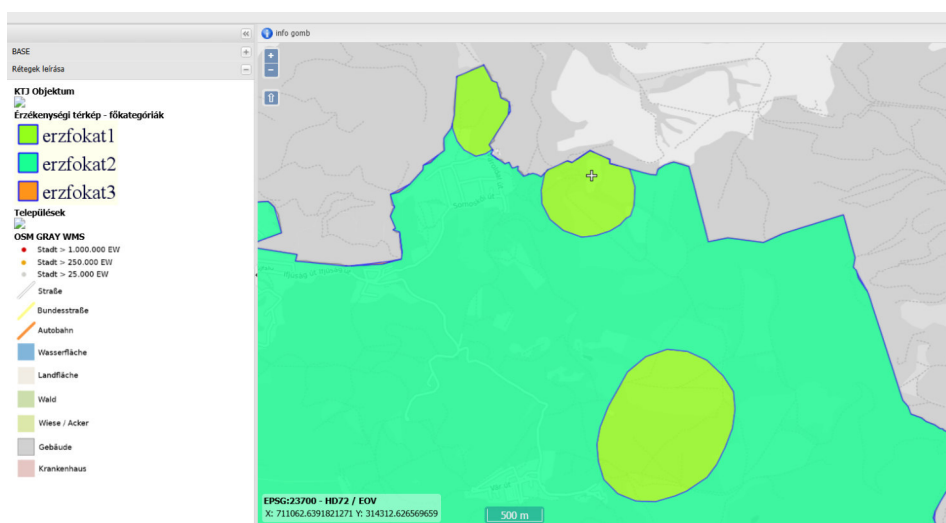 info gomb
BASE
Rétegek leírása
KTJ Objektum
Érzékenységi térkép - főkategóriák
erzfokat1
erzfokat2
erzfokat3
Települések
OSM GRAY WMS
Stadt > 1.000.000 EW
Stadt > 250.000 EW
Stadt > 25.000 EW
Straße
Bundesstraße
Autobahn
Wasserfläche
Landfläche
Wald
Wiese / Acker
Gebäude
Krankenhaus
EPSG:23700 - HD72 / EOV
X: 711062.6391821271 Y: 314312.626569659
500 m